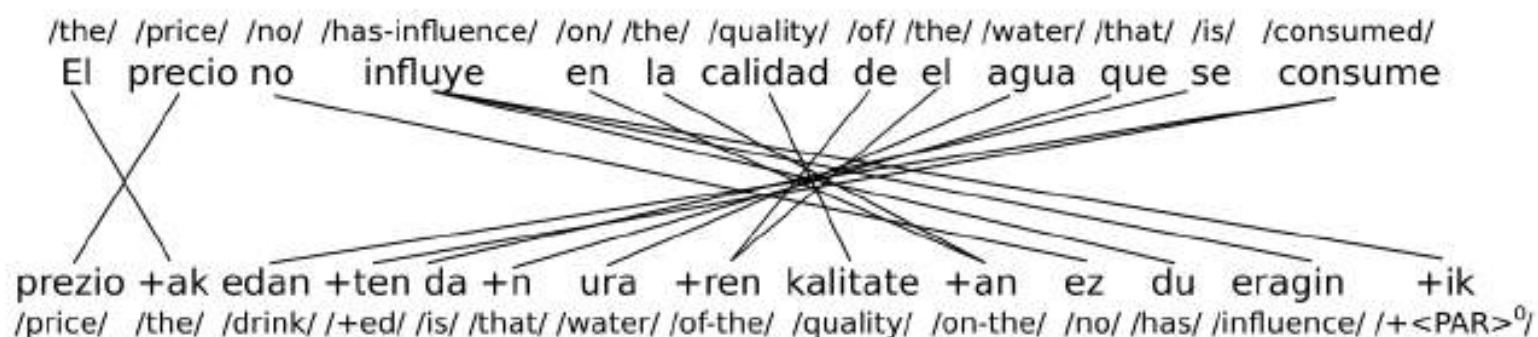 /the/ /price/ /no/ /has-influence/ /on/ /the/ /quality/ /of/ /the/ /water/ /that/ /is/ /consumed/
El precio no influye en la calidad de el agua que se consume
prezio +ak edan +ten da +n ura +ren kalitate +an ez du eragin +ik
/price/ /the/ /drink/ /+ed/ /is/ /that/ /water/ /of-the/ /quality/ /on-the/ /no/ /has/ /influence/ /+<PAR>⁰/